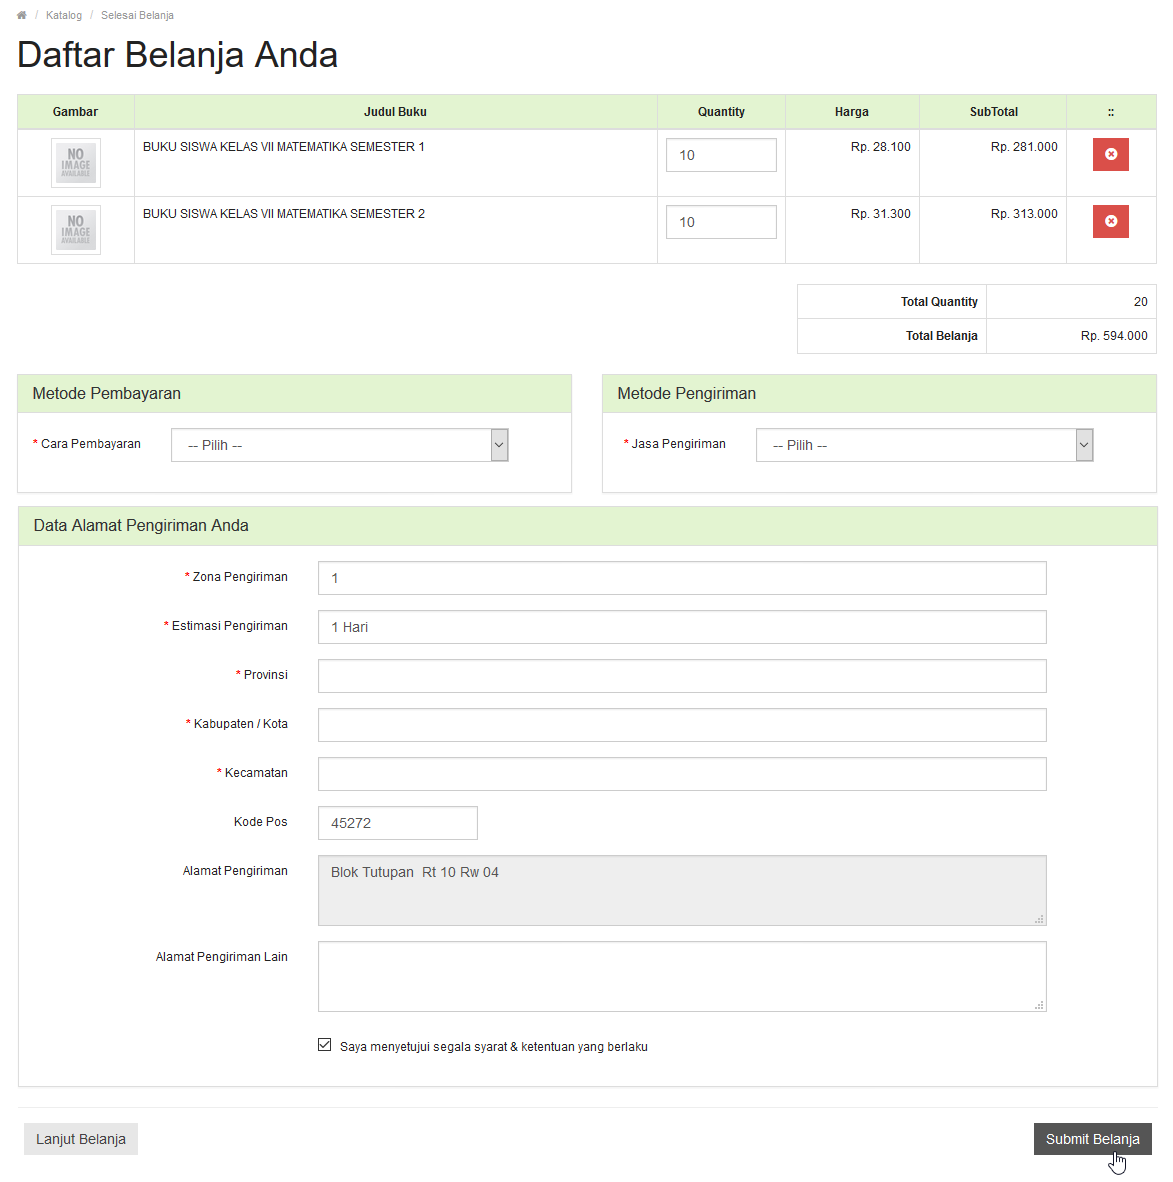 / Katalog / Selesai Belanja
Daftar Belanja Anda
Gambar Judul Buku Quantity Harga SubTotal ::
NO IMAGE AVAILABLE BUKU SISWA KELAS VII MATEMATIKA SEMESTER 1 10 Rp. 28.100 Rp. 281.000
NO IMAGE AVAILABLE BUKU SISWA KELAS VII MATEMATIKA SEMESTER 2 10 Rp. 31.300 Rp. 313.000
Total Quantity 20
Total Belanja Rp. 594.000
Metode Pembayaran
* Cara Pembayaran -- Pilih --
Metode Pengiriman
* Jasa Pengiriman -- Pilih --
Data Alamat Pengiriman Anda
* Zona Pengiriman 1
* Estimasi Pengiriman 1 Hari
* Provinsi
* Kabupaten / Kota
* Kecamatan
Kode Pos 45272
Alamat Pengiriman Blok Tutupan  Rt 10 Rw 04
Alamat Pengiriman Lain
Saya menyetujui segala syarat & ketentuan yang berlaku
Lanjut Belanja Submit Belanja